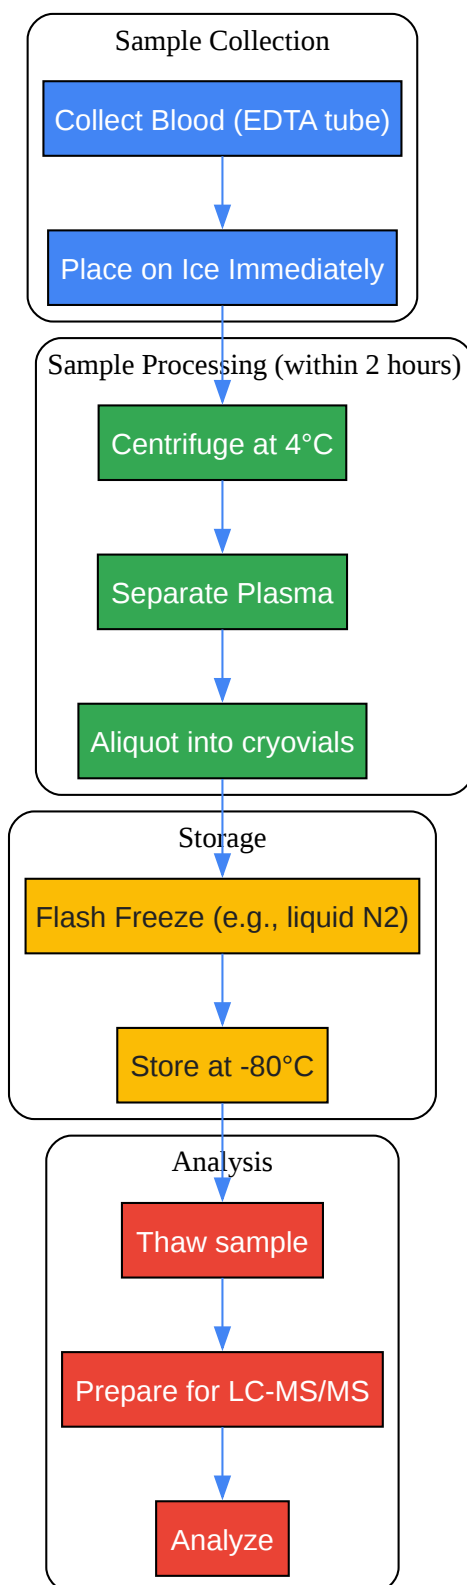 Sample Collection
Collect Blood (EDTA tube)
Place on Ice Immediately
Sample Processing (within 2 hours)
Centrifuge at 4°C
Separate Plasma
Aliquot into cryovials
Storage
Flash Freeze (e.g., liquid N2)
Store at -80°C
Analysis
Thaw sample
Prepare for LC-MS/MS
Analyze